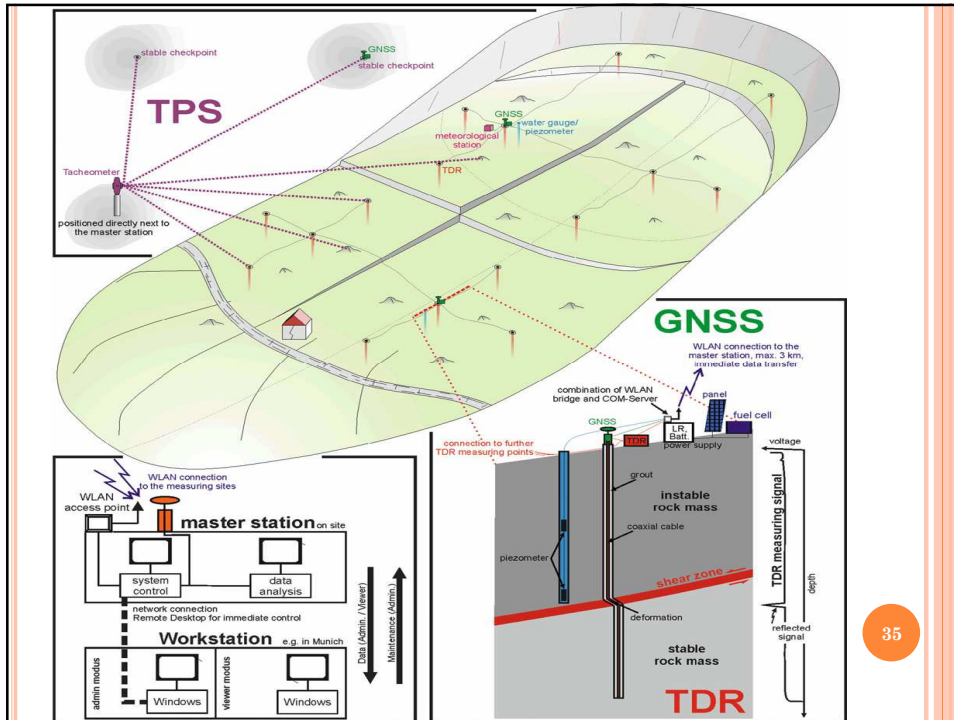 stable checkpoint
GNSS
stable checkpoint
TPS
Tacheometer
positioned directly next to
the master station
GNSS
water gauge/
piezometer
meteorological
station
TDR
GNSS
WLAN connection to the
master station, max. 3 km,
immediate data transfer
combination of WLAN
bridge and COM-Server
panel
fuel cell
GNSS
TDR
LR,
Batt.
power supply
connection to further
TDR measuring points
voltage
grout
instable
rock mass
coaxial cable
piezometer
shear zone
deformation
stable
rock mass
TDR measuring signal
depth
reflected
signal
TDR
WLAN connection
to the measuring sites
WLAN
access point
master station on site
system
control
data
analysis
network connection
Remote Desktop for immediate control
Workstation e.g. in Munich
admin modus
Windows
viewer modus
Windows
Data (Admin. / Viewer)
Maintenance (Admin.)
35